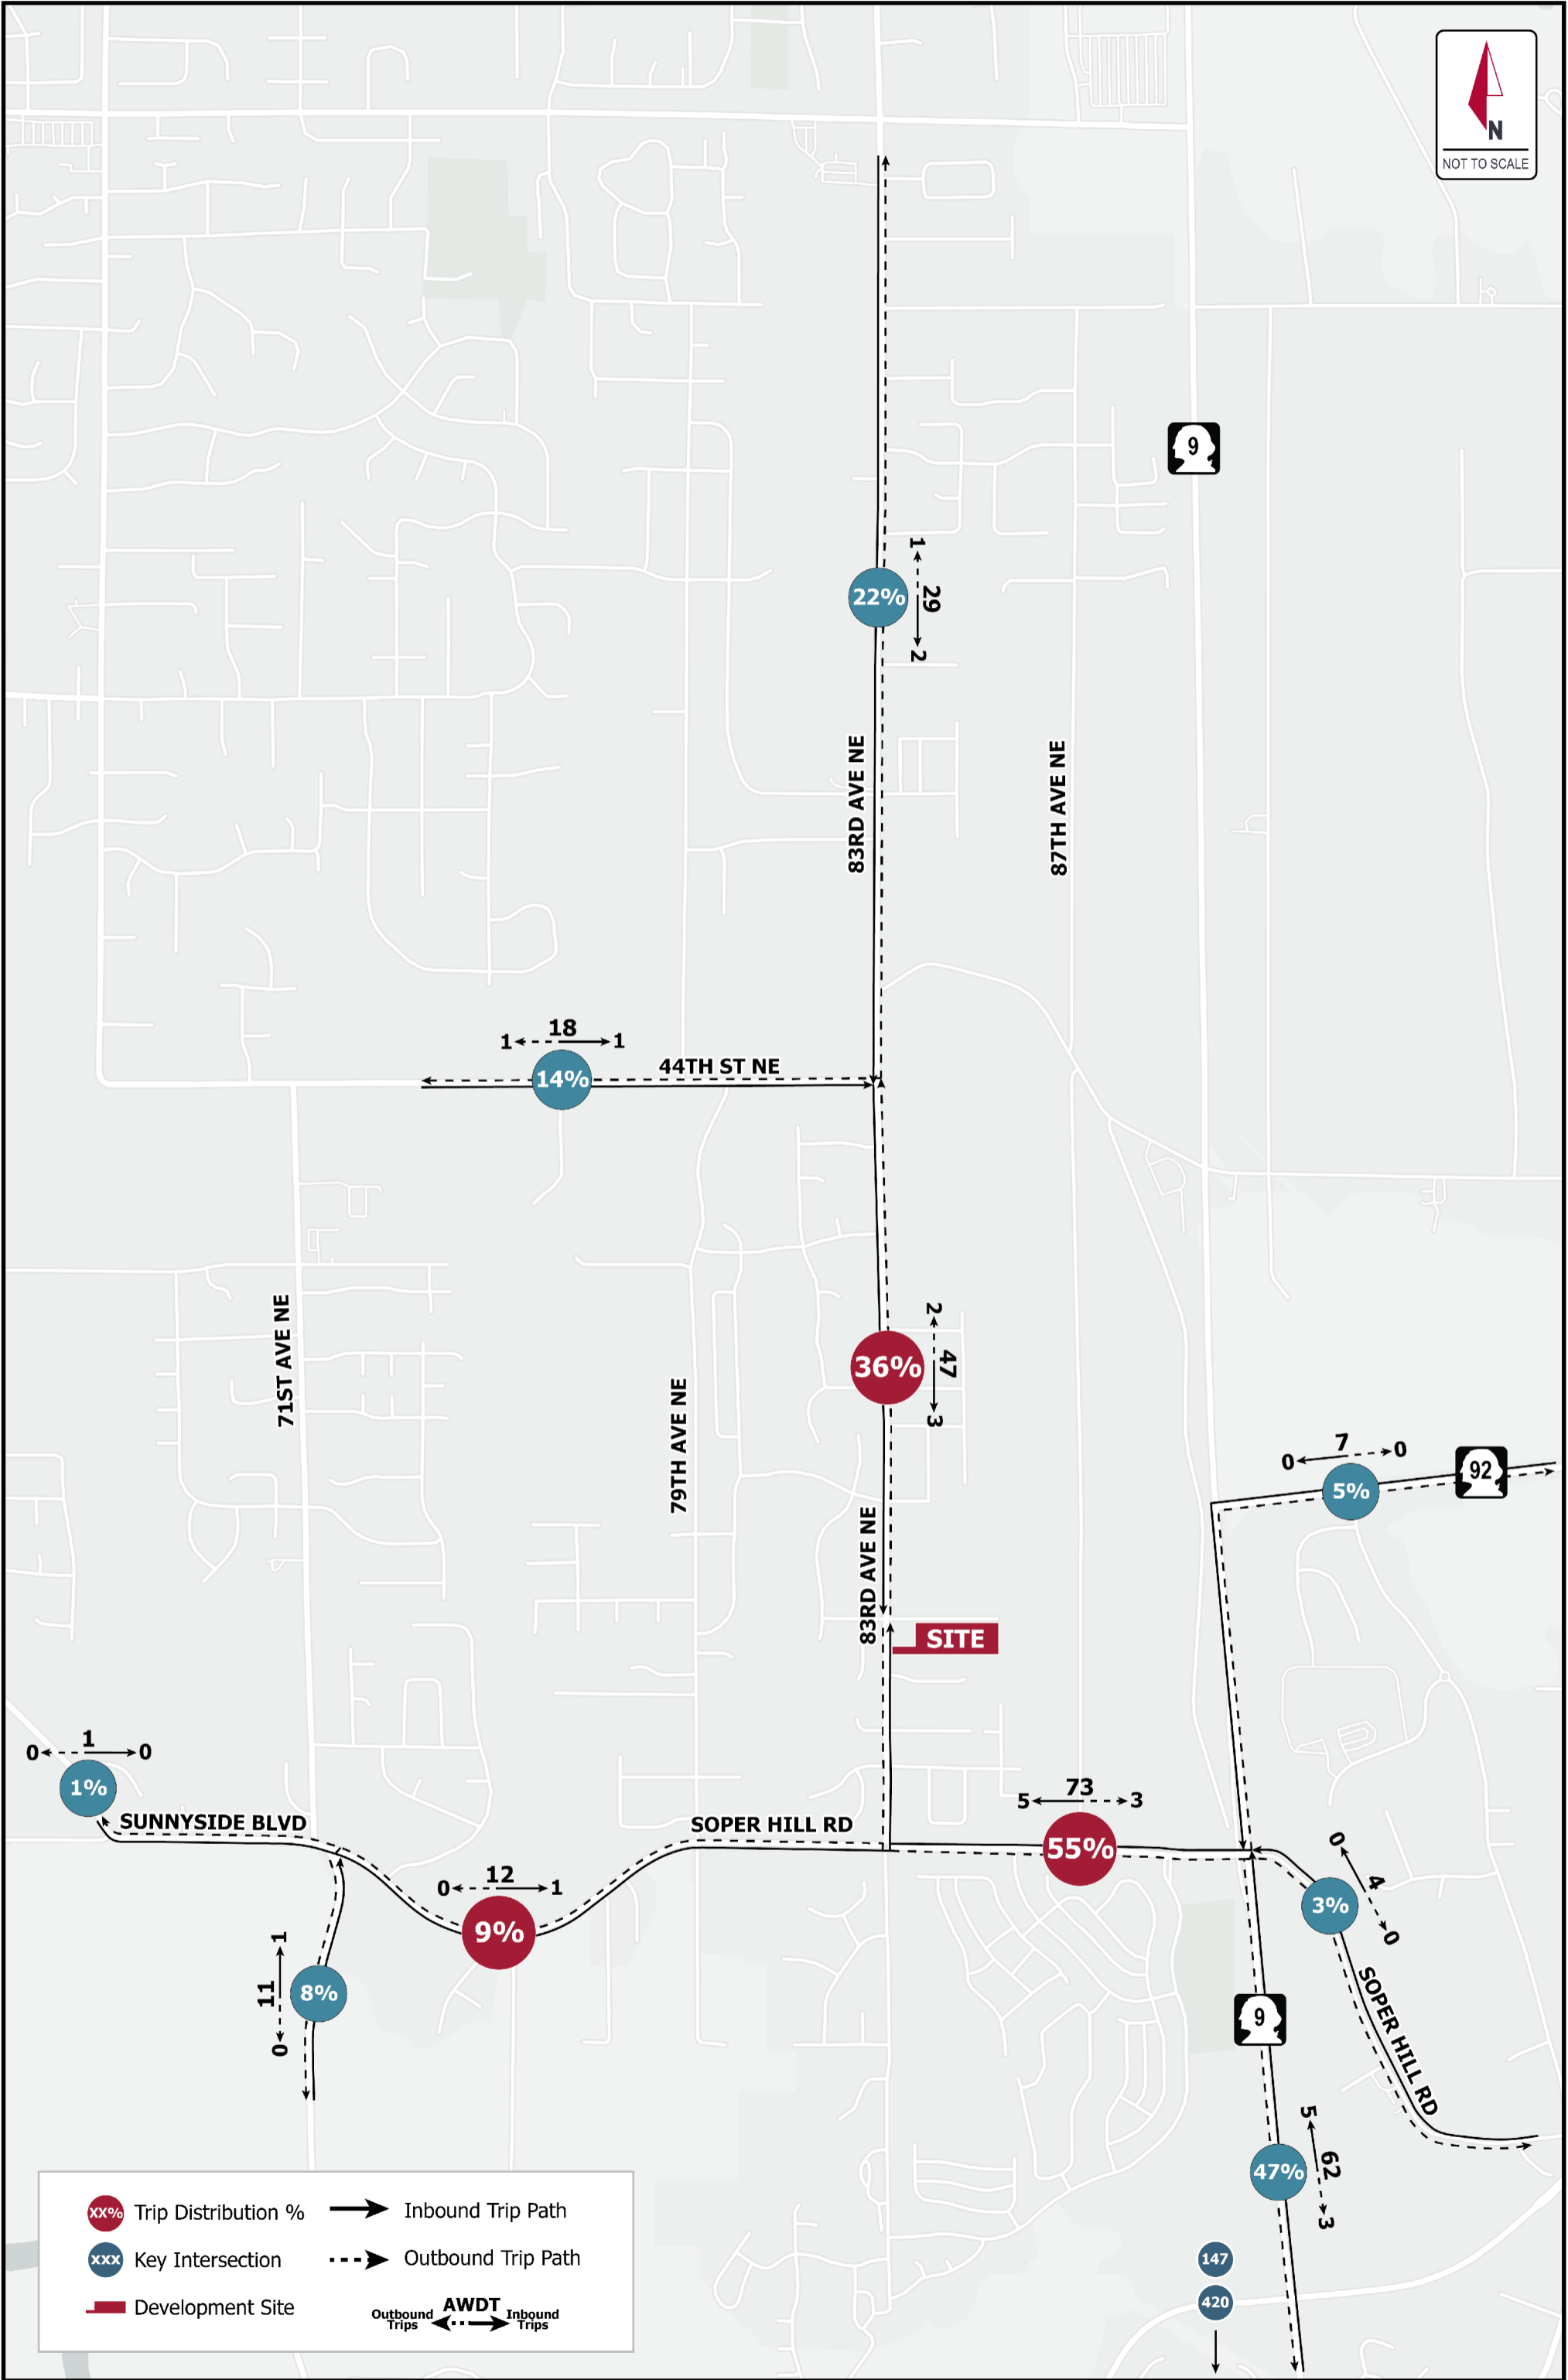 N
NOT TO SCALE
9
1
22%
29
2
83RD AVE NE
87TH AVE NE
18
1
1
14%
44TH ST NE
71ST AVE NE
2
36%
47
3
79TH AVE NE
83RD AVE NE
7
0
0
5%
92
SITE
1
0
0
1%
SUNNYSIDE BLVD
SOPER HILL RD
73
5
3
55%
12
0
1
9%
0
4
3%
0
1
11
8%
0
9
SOPER HILL RD
5
47%
62
3
147
420
XX% Trip Distribution %
Inbound Trip Path
XXX Key Intersection
Outbound Trip Path
Development Site
AWDT
Outbound Trips
Inbound Trips